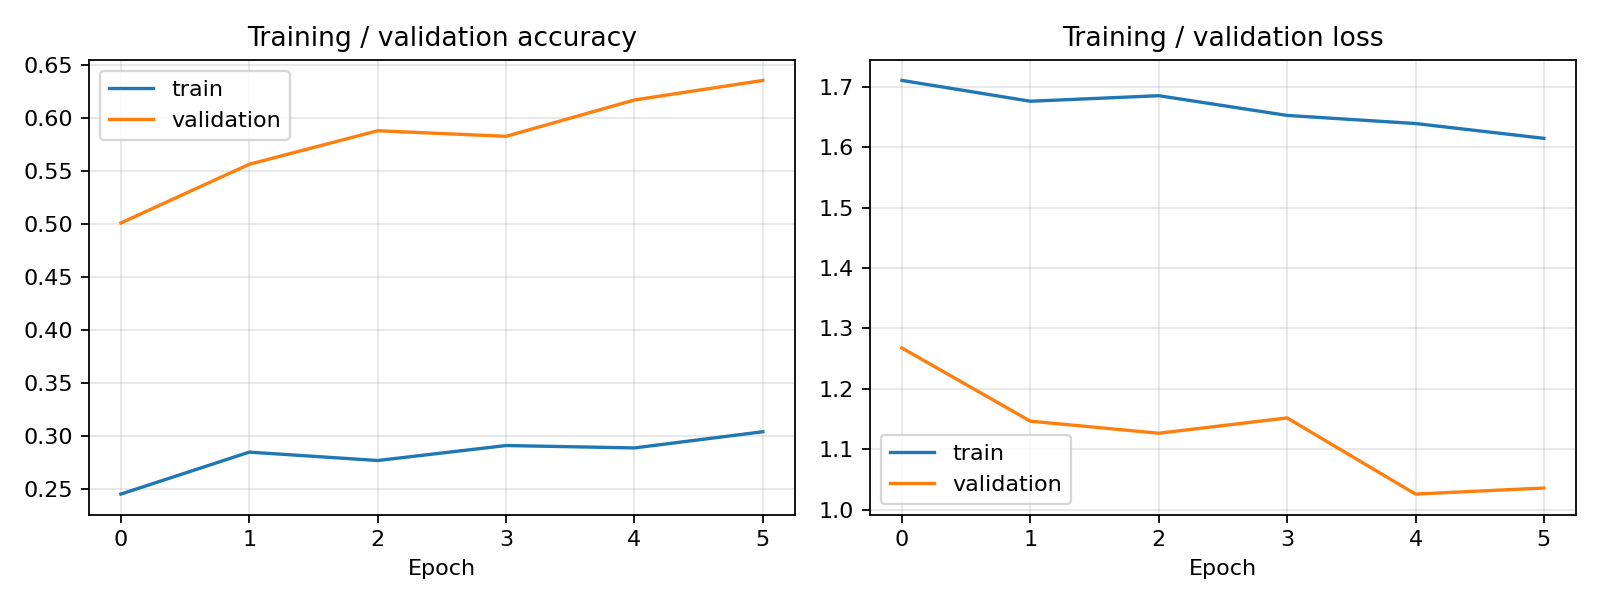 Training / validation accuracy
train
validation
0.65
0.60
0.55
0.50
0.45
0.40
0.35
0.30
0.25
0 1 2 3 4 5
Epoch
Training / validation loss
1.7
1.6
1.5
1.4
1.3
1.2
1.1
1.0
train
validation
0 1 2 3 4 5
Epoch